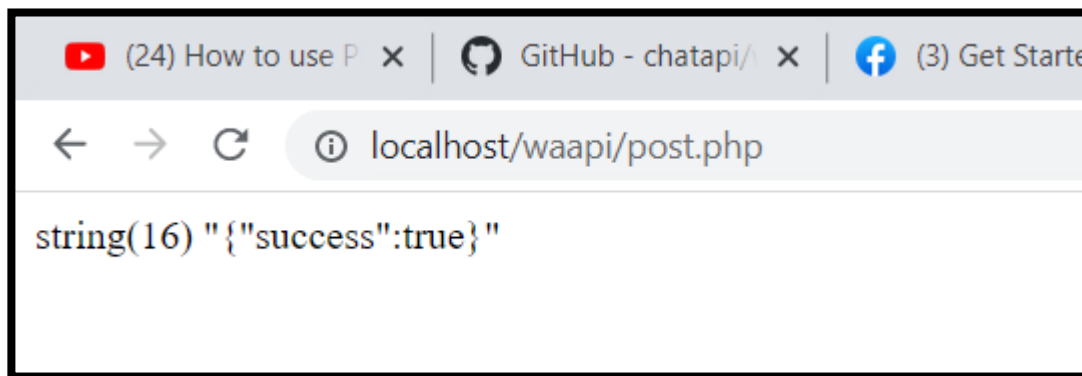 (24) How to use P
GitHub - chatapi/
(3) Get Starte
localhost/waapi/post.php
string(16) "{"success":true}"